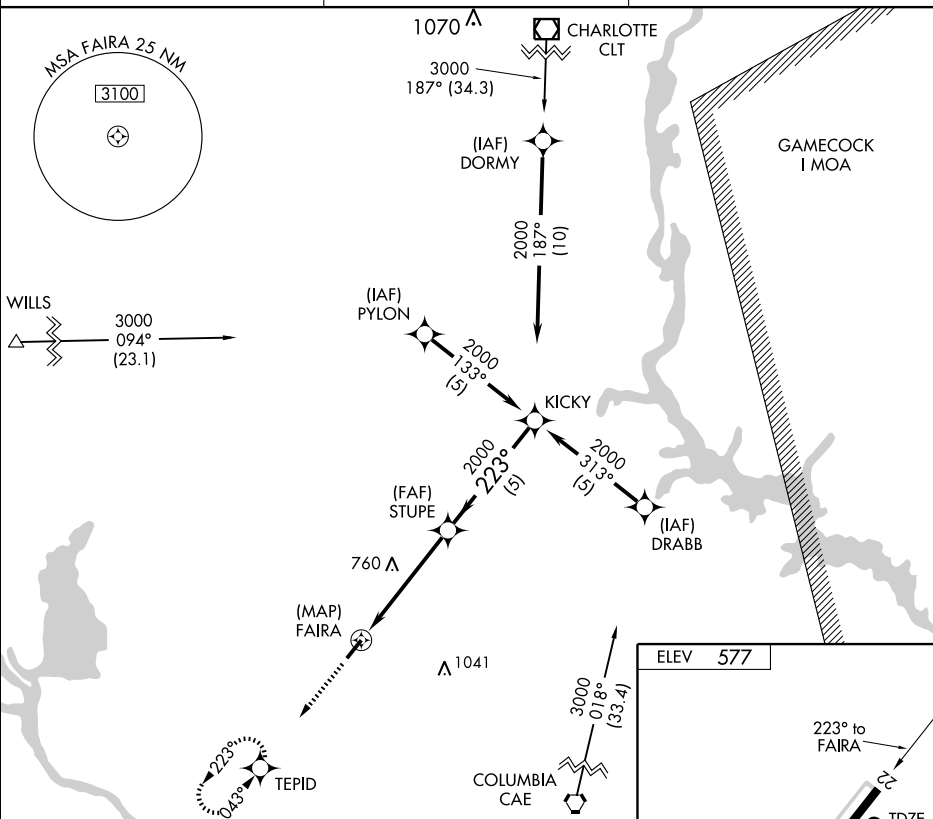 1070
CHARLOTTE
CLT
MSA FAIRA 25 NM
3100
3000
187° (34.3)
(IAF)
DORMY
GAMECOCK
I MOA
2000
187°
(10)
WILLS
3000
094°
(23.1)
(IAF)
PYLON
2000
133°
(5)
KICKY
2000
223°
(5)
2000
313°
(5)
(FAF)
STUPE
(IAF)
DRABB
760
(MAP)
FAIRA
1041
ELEV 577
3000
018°
(33.4)
223° to
FAIRA
22
223°
043°
TEPID
COLUMBIA
CAE
TDZE